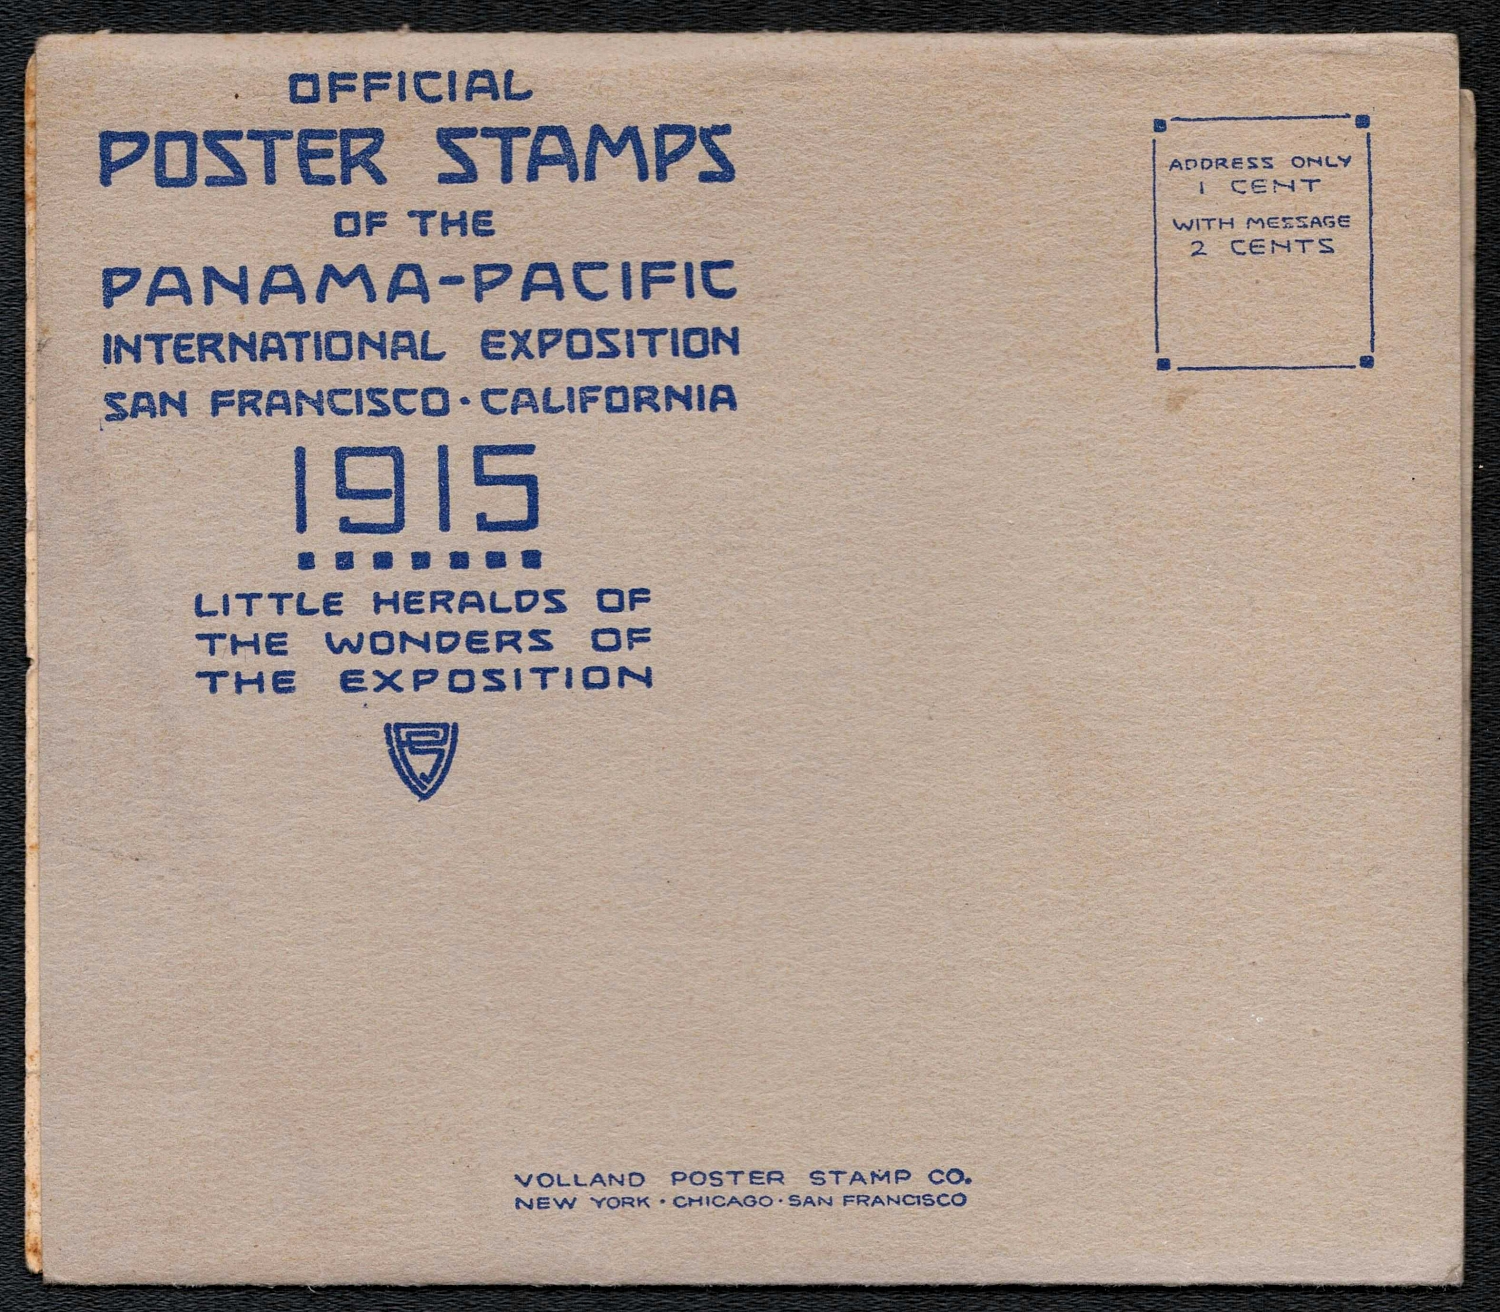 OFFICIAL
POSTER STAMPS
OF THE
PANAMA-PACIFIC
INTERNATIONAL EXPOSITION
SAN FRANCISCO · CALIFORNIA
1915
LITTLE HERALDS OF
THE WONDERS OF
THE EXPOSITION
ADDRESS ONLY
1 CENT
WITH MESSAGE
2 CENTS
VOLLAND POSTER STAMP CO.
NEW YORK · CHICAGO · SAN FRANCISCO